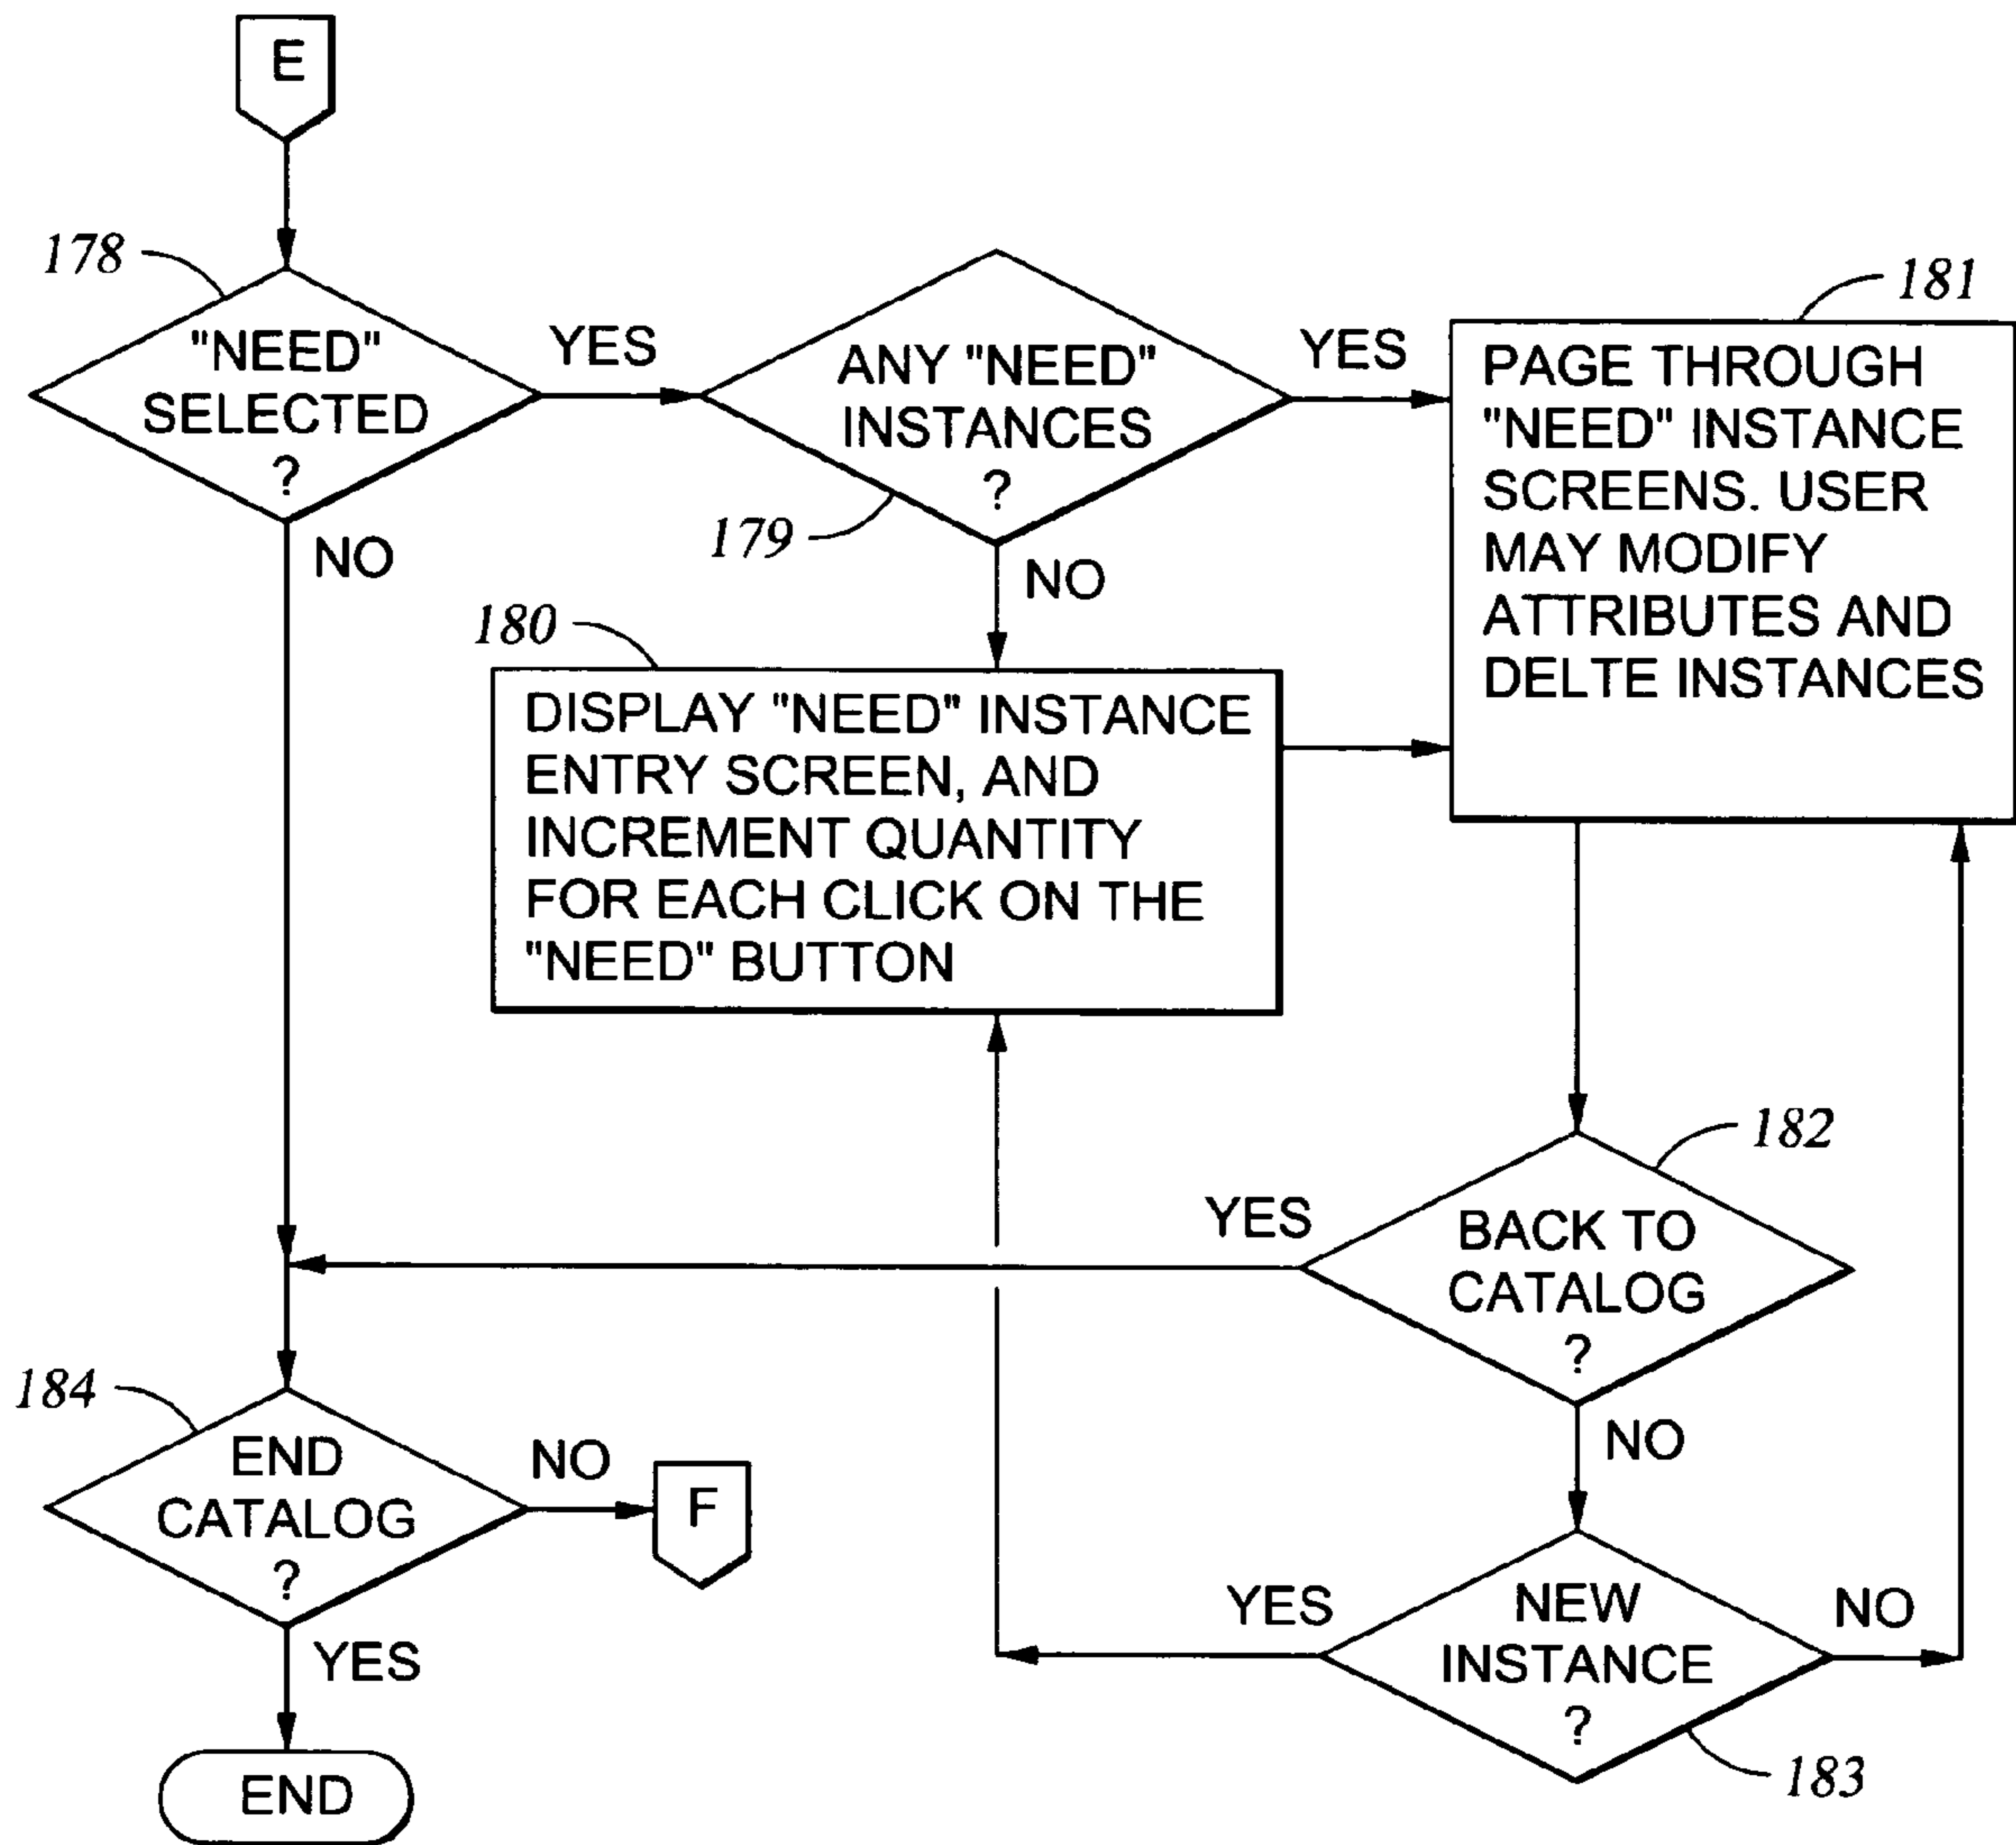 E
178
"NEED"
SELECTED
?
YES
NO
ANY "NEED"
INSTANCES
?
179
YES
NO
181
PAGE THROUGH
"NEED" INSTANCE
SCREENS. USER
MAY MODIFY
ATTRIBUTES AND
DELTE INSTANCES
180
DISPLAY "NEED" INSTANCE
ENTRY SCREEN, AND
INCREMENT QUANTITY
FOR EACH CLICK ON THE
"NEED" BUTTON
182
BACK TO
CATALOG
?
YES
NO
184
END
CATALOG
?
NO
F
YES
END
NEW
INSTANCE
?
YES
NO
183